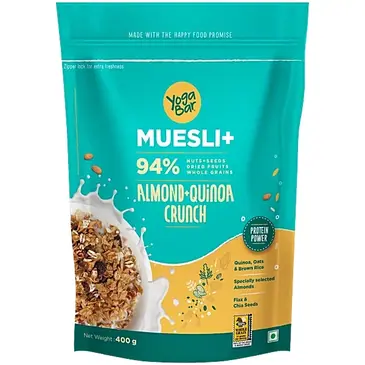 MADE WITH THE HAPPY FOOD PROMISE
Zipper lock for extra freshness
Yoga
Bar
MUESLI+
94%
NUTS+SEEDS
DRIED FRUITS
WHOLE GRAINS
ALMOND+QUINOA
CRUNCH
PROTEIN
POWER
Quinoa, Oats
& Brown Rice
Specially selected
Almonds
Flax &
Chia Seeds
WHOLE GRAIN
Net Weight: 400 g